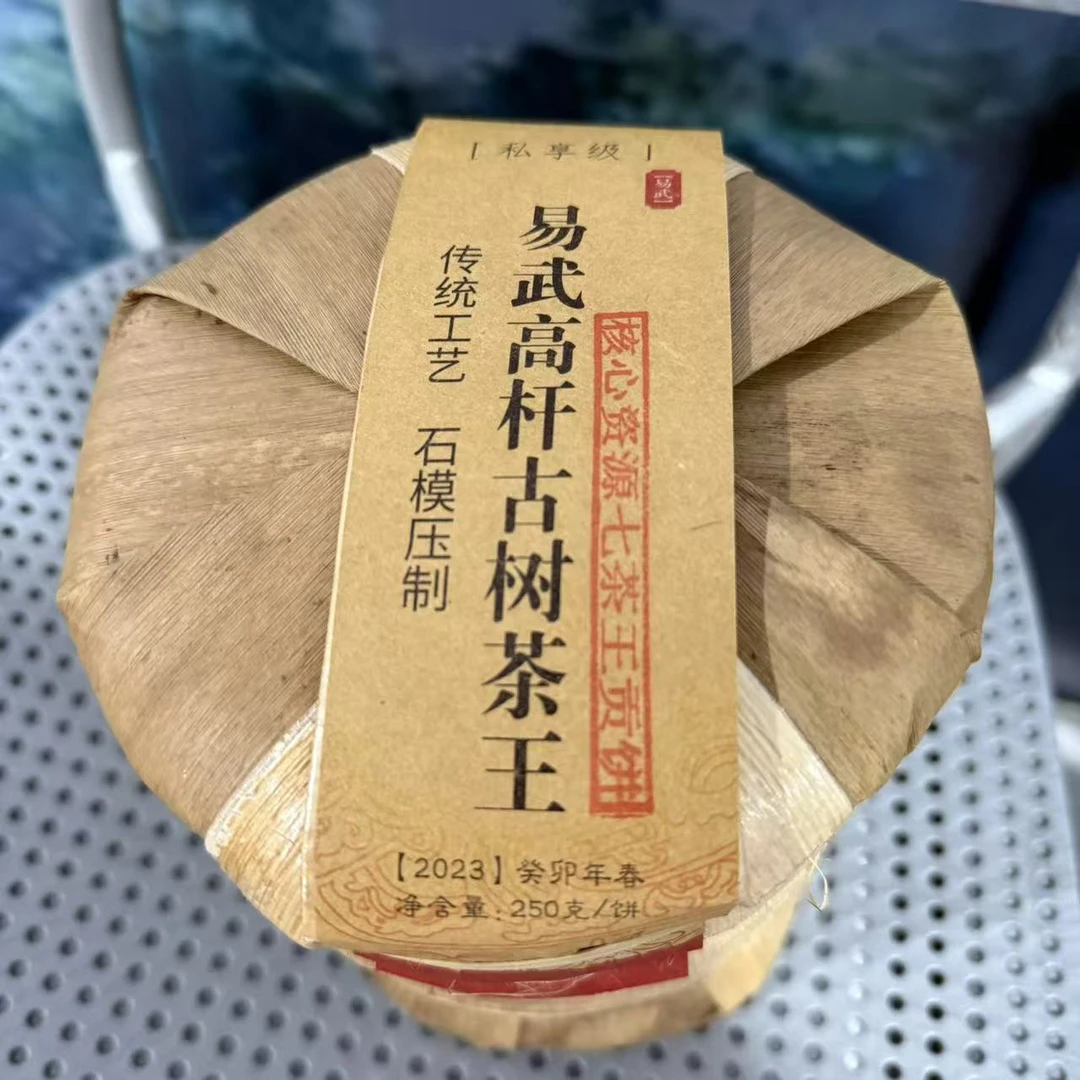 [私享级]
易武
核心资源七茶王贡饼
易武高杆古树茶王
传统工艺 石模压制
【2023】癸卯年春
净含量:250克/饼